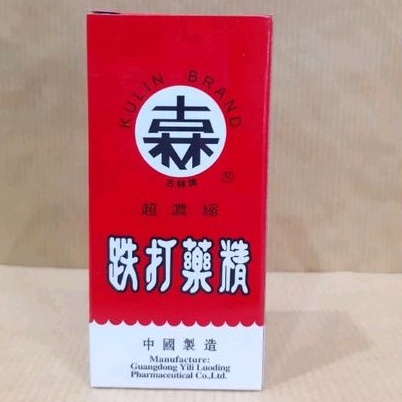 KULIN BRAND
古林牌
R
超濃縮
跌打藥精
中國製造
Manufacture:
Guangdong Yili Luoding
Pharmaceutical Co.,Ltd.